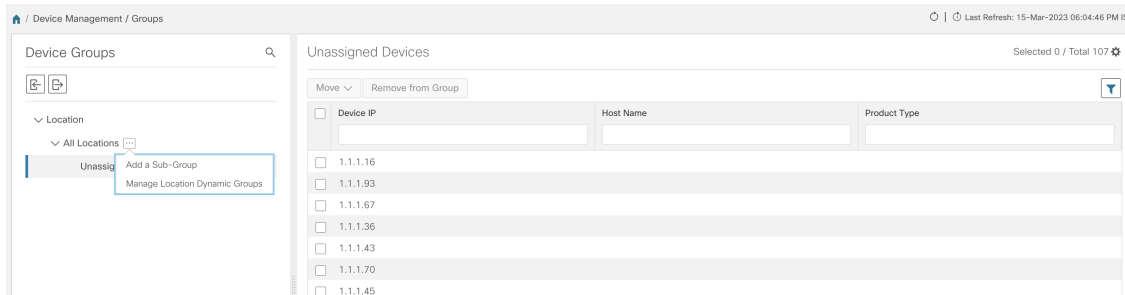 / Device Management / Groups
Last Refresh: 15-Mar-2023 06:04:46 PM IS
Device Groups
Location
All Locations
Unassig
Add a Sub-Group
Manage Location Dynamic Groups
Unassigned Devices
Selected 0 / Total 107
Move
Remove from Group
Device IP
Host Name
Product Type
1.1.1.16
1.1.1.93
1.1.1.67
1.1.1.36
1.1.1.43
1.1.1.70
1.1.1.45